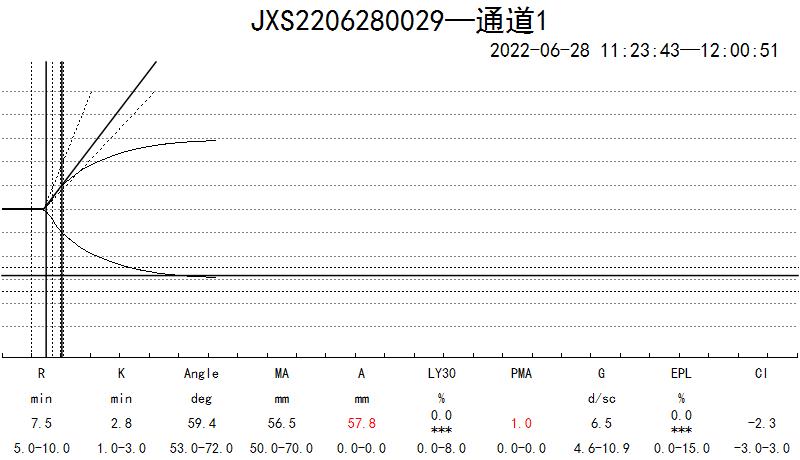 JXS2206280029—通道1
2022-06-28 11:23:43—12:00:51
R K Angle MA A LY30 PMA G EPL CI
min min deg mm mm % d/sc %
7.5 2.8 59.4 56.5 57.8 0.0 1.0 6.5 0.0 -2.3
*** ***
5.0-10.0 1.0-3.0 53.0-72.0 50.0-70.0 0.0-0.0 0.0-8.0 0.0-0.0 4.6-10.9 0.0-15.0 -3.0-3.0